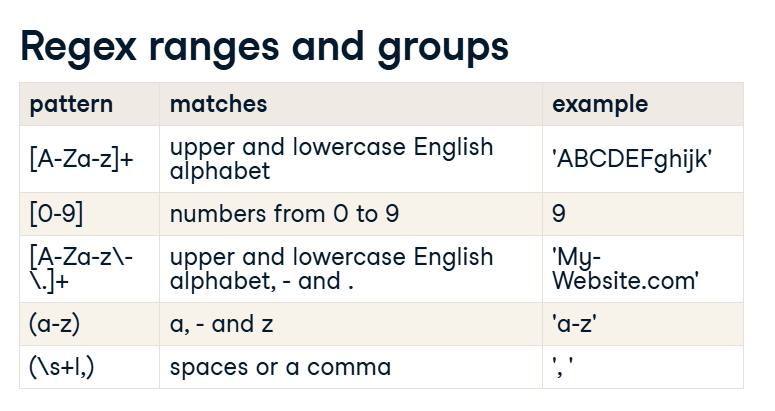 Regex ranges and groups
pattern matches example
[A-Za-z]+ upper and lowercase English alphabet 'ABCDEFghijk'
[0-9] numbers from 0 to 9 9
[A-Za-z\-\.]+ upper and lowercase English alphabet, - and . 'My-Website.com'
(a-z) a, - and z 'a-z'
(\s+l,) spaces or a comma ', '